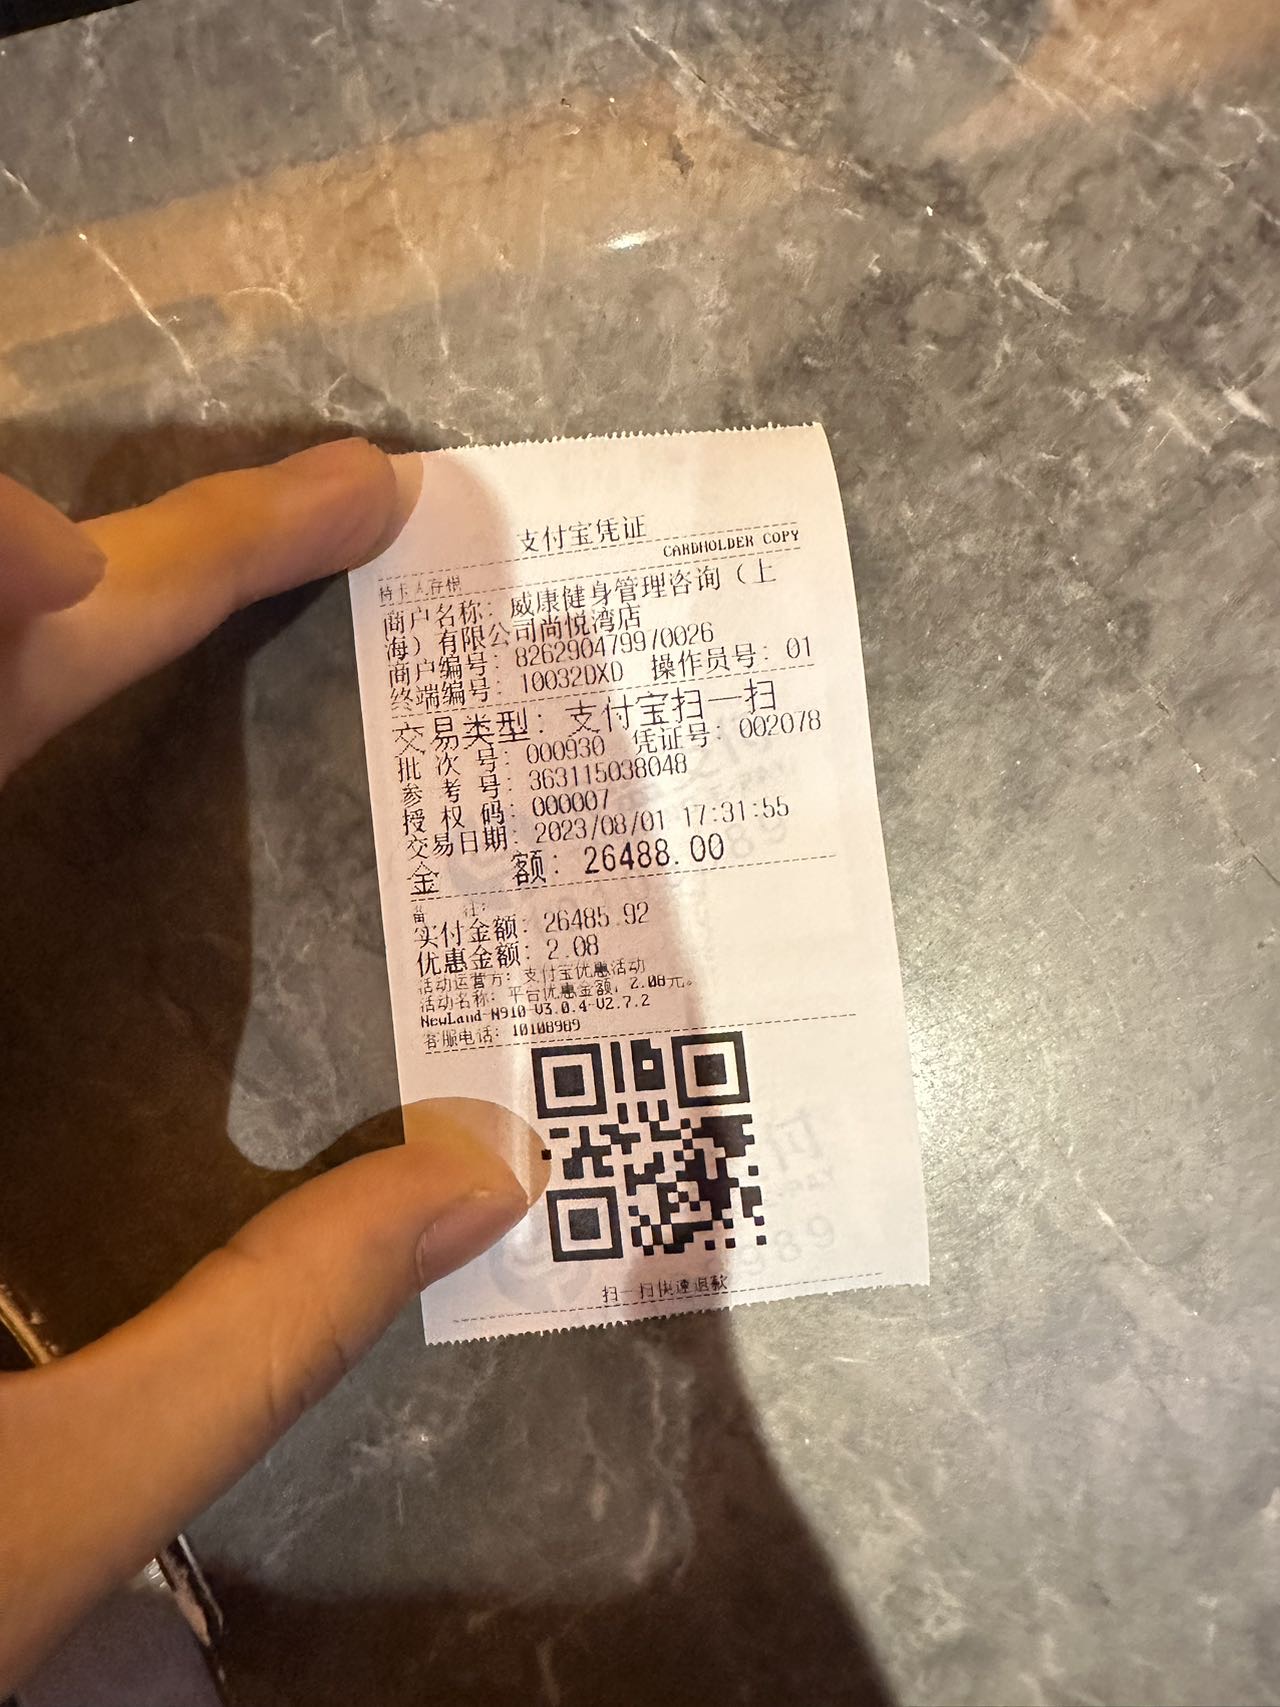 支付宝凭证
CARDHOLDER COPY
持卡人存根
商户名称: 威康健身管理咨询（上
海）有限公司尚悦湾店
商户编号: 826290479970026
终端编号: 10032DXD 操作员号: 01
交易类型: 支付宝扫一扫
批 次 号: 000930 凭证号: 002078
参 考 号: 363115038048
授 权 码: 000007
交易日期: 2023/08/01 17:31:55
金 额: 26488.00
备 注:
实付金额: 26485.92
优惠金额: 2.08
活动运营方: 支付宝优惠活动
活动名称: 平台优惠金额, 2.08元。
NewLand-N910-V3.0.4-V2.7.2
客服电话: 10108989
扫一扫快速退款